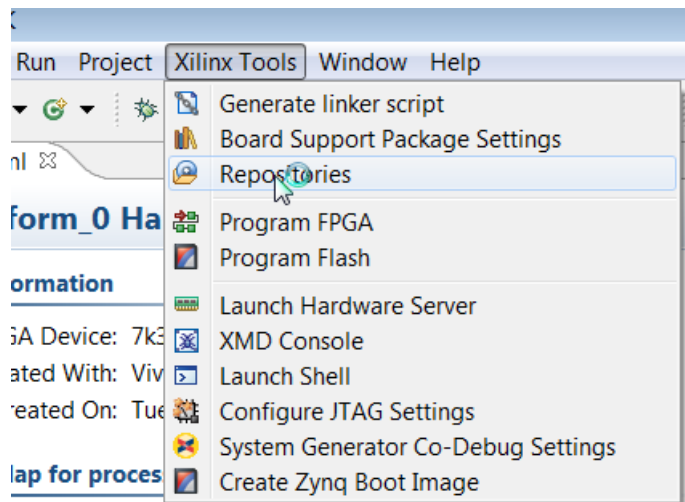 Run Project Xilinx Tools Window Help
Generate linker script
Board Support Package Settings
ml
Repositories
form_0 Ha
Program FPGA
Program Flash
ormation
Launch Hardware Server
GA Device: 7k3
XMD Console
ated With: Viv
Launch Shell
reated On: Tue
Configure JTAG Settings
System Generator Co-Debug Settings
lap for proces
Create Zynq Boot Image